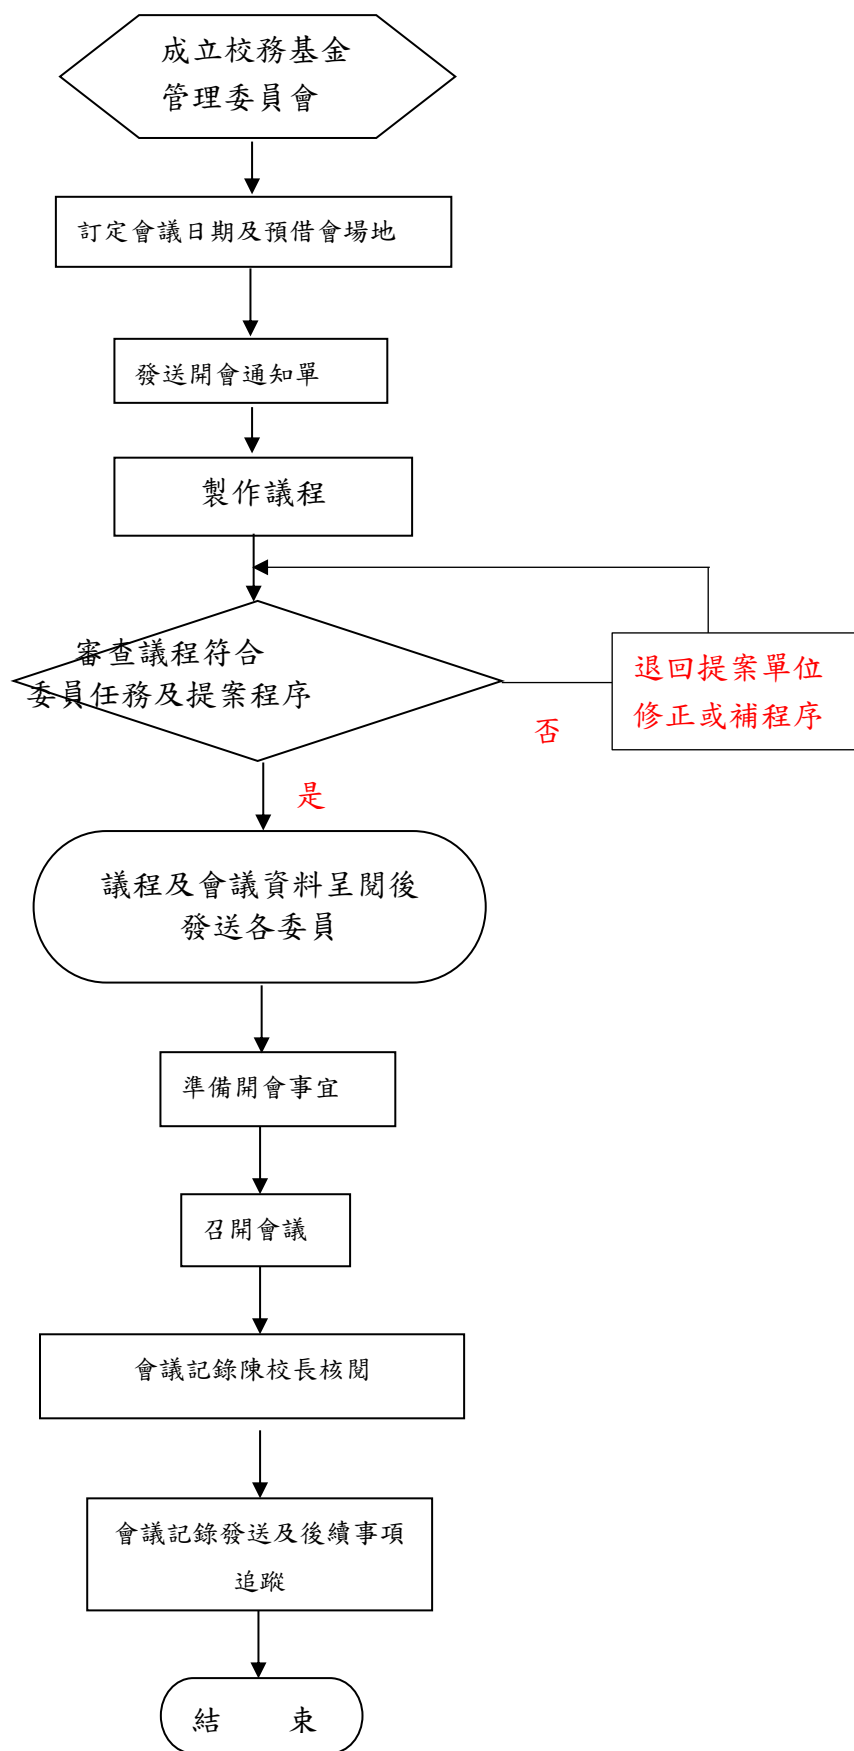 成立校務基金
管理委員會
訂定會議日期及預借會場地
發送開會通知單
製作議程
審查議程符合
委員任務及提案程序
退回提案單位
修正或補程序
否
是
議程及會議資料呈閱後
發送各委員
準備開會事宜
召開會議
會議記錄陳校長核閱
會議記錄發送及後續事項
追蹤
結 束